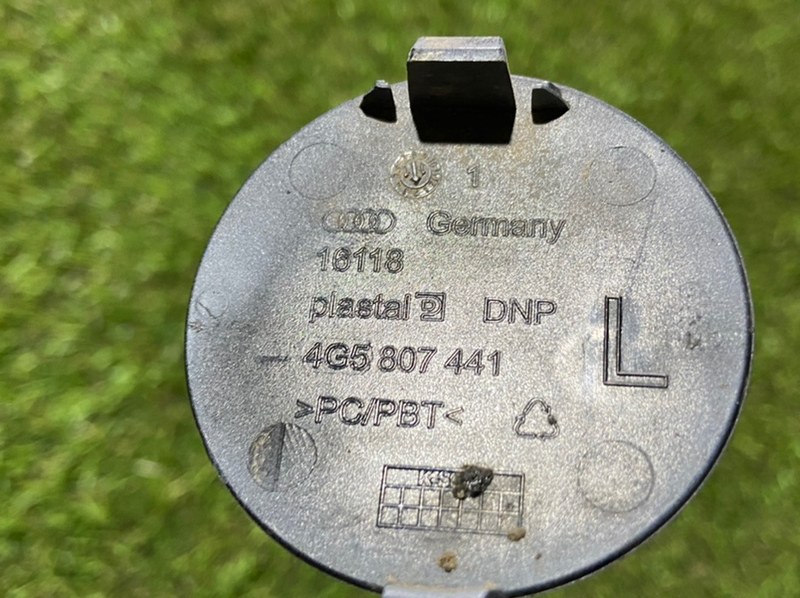 1
Germany
16118
plastal DNP
4G5 807 441
L
>PC/PBT<